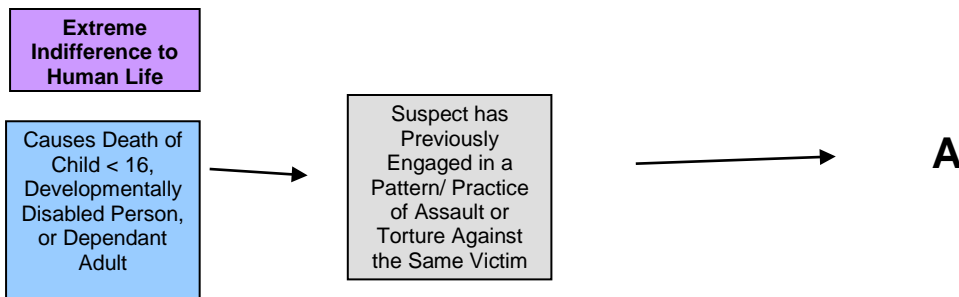 Extreme
Indifference to
Human Life
Causes Death of
Child < 16,
Developmentally
Disabled Person,
or Dependant
Adult
Suspect has
Previously
Engaged in a
Pattern/ Practice
of Assault or
Torture Against
the Same Victim
A